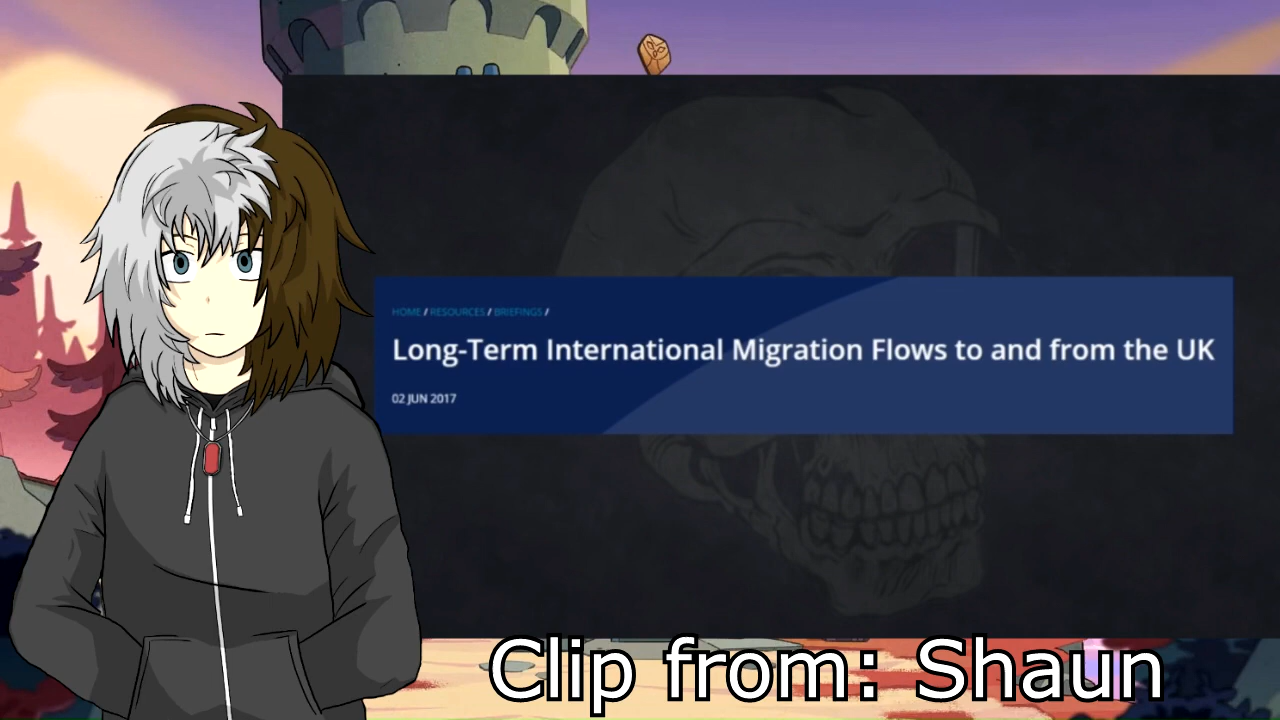 HOME / RESOURCES / BRIEFINGS /
Long-Term International Migration Flows to and from the UK
02 JUN 2017
Clip from: Shaun